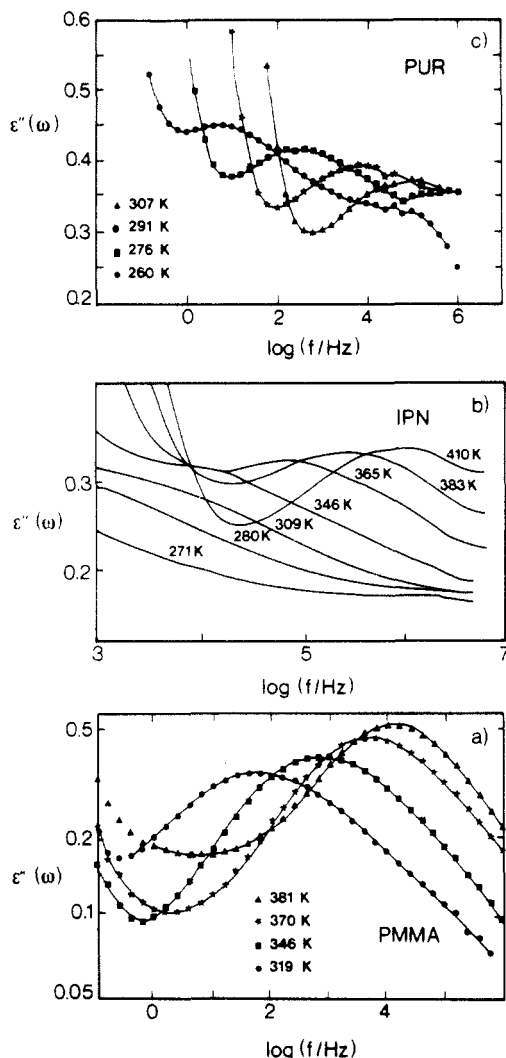 c)
PUR
0.6
0.5
ε"(ω)
0.4
0.3
0.2
▲ 307 K
● 291 K
■ 276 K
● 260 K
0 2 4 6
log (f/Hz)
b)
IPN
0.3
ε"(ω)
0.2
410 K
365 K
383 K
346 K
309 K
280 K
271 K
3 4 5 6 7
log (f/Hz)
a)
0.5
0.2
ε"(ω)
0.1
0.05
▲ 381 K
★ 370 K
■ 346 K
● 319 K
PMMA
0 2 4
log (f/Hz)